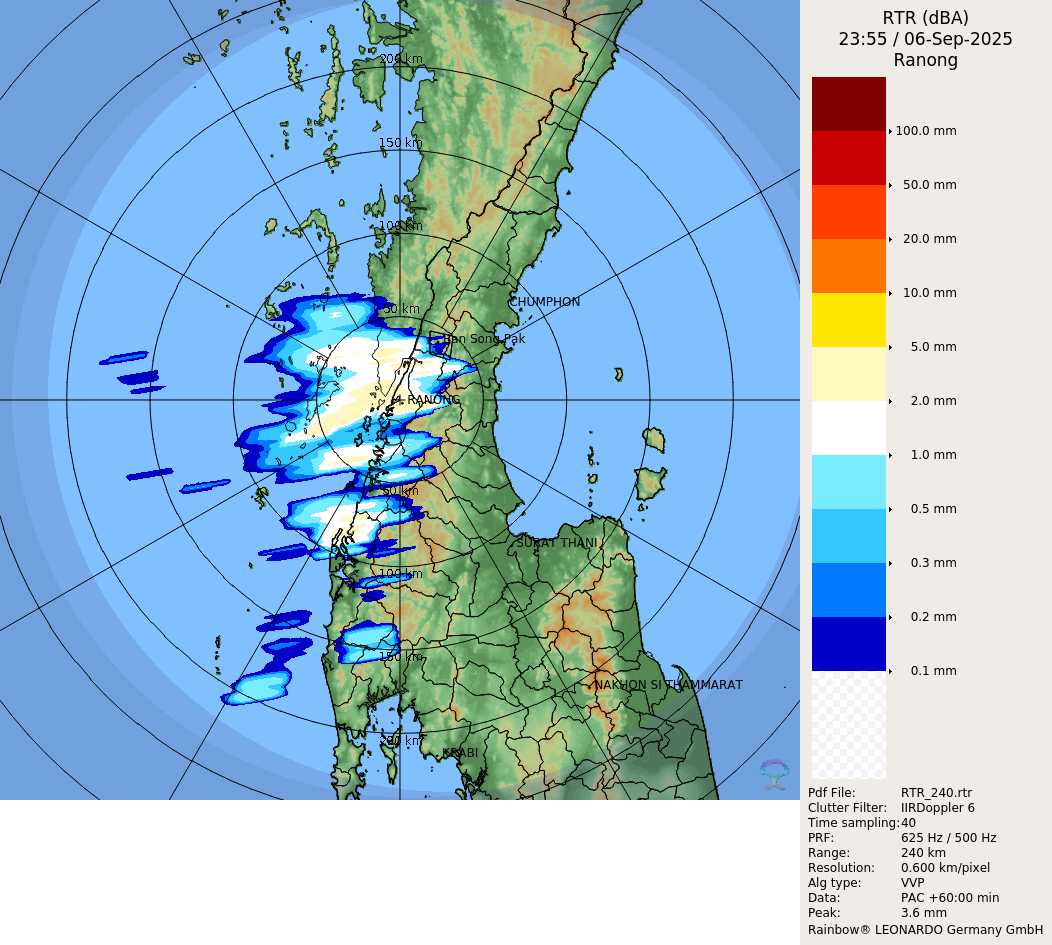 200 km
150 km
100 km
50 km
CHUMPHON
Ban Song Pak
RANONG
50 km
SURAT THANI
100 km
150 km
NAKHON SI THAMMARAT
200 km
KRABI
RTR (dBA)
23:55 / 06-Sep-2025
Ranong
100.0 mm
50.0 mm
20.0 mm
10.0 mm
5.0 mm
2.0 mm
1.0 mm
0.5 mm
0.3 mm
0.2 mm
0.1 mm
Pdf File: RTR_240.rtr
Clutter Filter: IIRDoppler 6
Time sampling: 40
PRF: 625 Hz / 500 Hz
Range: 240 km
Resolution: 0.600 km/pixel
Alg type: VVP
Data: PAC +60:00 min
Peak: 3.6 mm
Rainbow® LEONARDO Germany GmbH